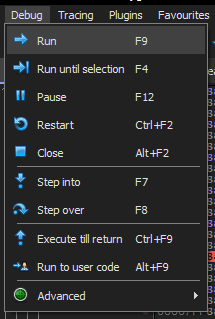 Debug Tracing Plugins Favourites
Run F9
Run until selection F4
Pause F12
Restart Ctrl+F2
Close Alt+F2
Step into F7
Step over F8
Execute till return Ctrl+F9
Run to user code Alt+F9
Advanced